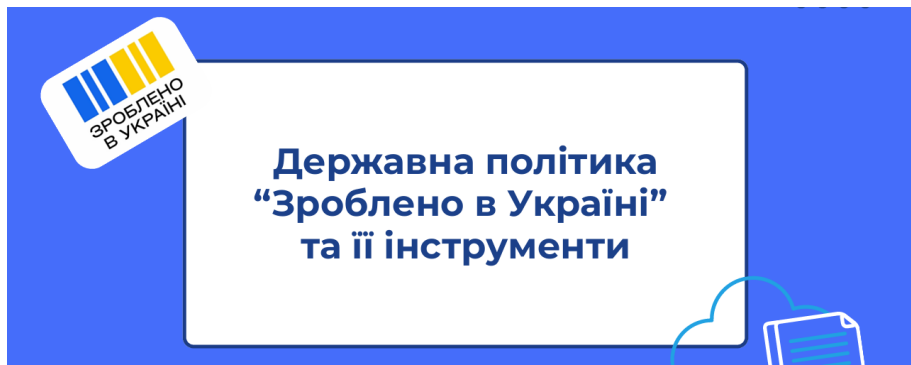 ЗРОБЛЕНО
В УКРАЇНІ
Державна політика
“Зроблено в Україні”
та її інструменти